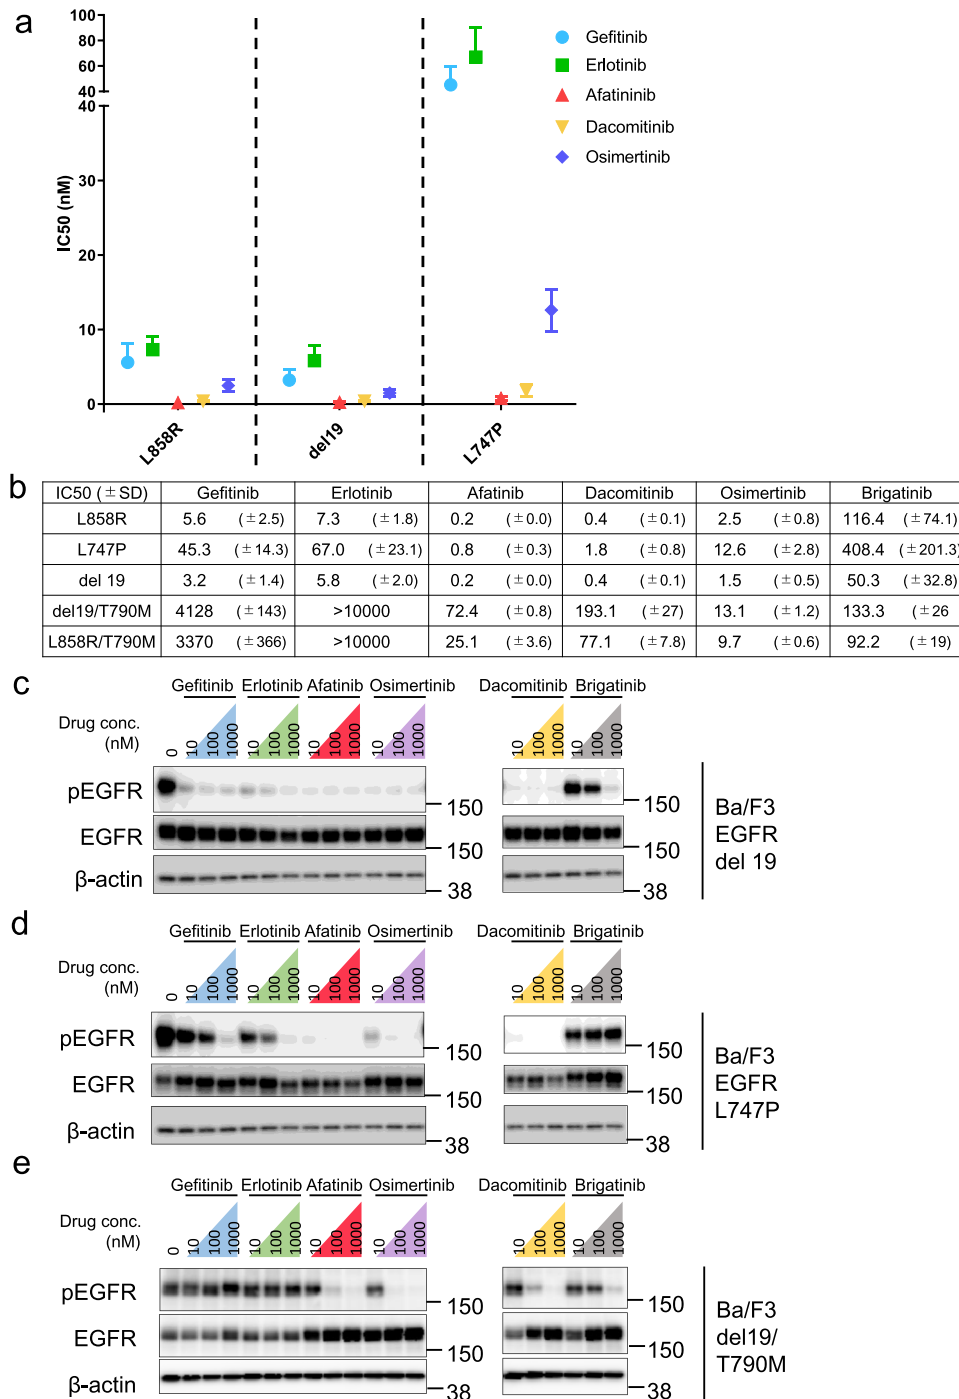 a
100
80
60
40
40
30
20
10
0
IC50 (nM)
Gefitinib
Erlotinib
Afatininib
Dacomitinib
Osimertinib
L858R
del19
L747P
b
IC50 (±SD) Gefitinib Erlotinib Afatinib Dacomitinib Osimertinib Brigatinib
L858R 5.6 (±2.5) 7.3 (±1.8) 0.2 (±0.0) 0.4 (±0.1) 2.5 (±0.8) 116.4 (±74.1)
L747P 45.3 (±14.3) 67.0 (±23.1) 0.8 (±0.3) 1.8 (±0.8) 12.6 (±2.8) 408.4 (±201.3)
del 19 3.2 (±1.4) 5.8 (±2.0) 0.2 (±0.0) 0.4 (±0.1) 1.5 (±0.5) 50.3 (±32.8)
del19/T790M 4128 (±143) >10000 72.4 (±0.8) 193.1 (±27) 13.1 (±1.2) 133.3 (±26
L858R/T790M 3370 (±366) >10000 25.1 (±3.6) 77.1 (±7.8) 9.7 (±0.6) 92.2 (±19)
c
Gefitinib Erlotinib Afatinib Osimertinib Dacomitinib Brigatinib
Drug conc.
(nM)
0 10 100 1000 10 100 1000 10 100 1000 10 100 1000 10 100 1000 10 100 1000
pEGFR 150 150
EGFR 150 150
β-actin 38 38
Ba/F3
EGFR
del 19
d
Gefitinib Erlotinib Afatinib Osimertinib Dacomitinib Brigatinib
Drug conc.
(nM)
0 10 100 1000 10 100 1000 10 100 1000 10 100 1000 10 100 1000 10 100 1000
pEGFR 150 150
EGFR 150 150
β-actin 38 38
Ba/F3
EGFR
L747P
e
Gefitinib Erlotinib Afatinib Osimertinib Dacomitinib Brigatinib
Drug conc.
(nM)
0 10 100 1000 10 100 1000 10 100 1000 10 100 1000 10 100 1000 10 100 1000
pEGFR 150 150
EGFR 150 150
β-actin 38 38
Ba/F3
del19/
T790M